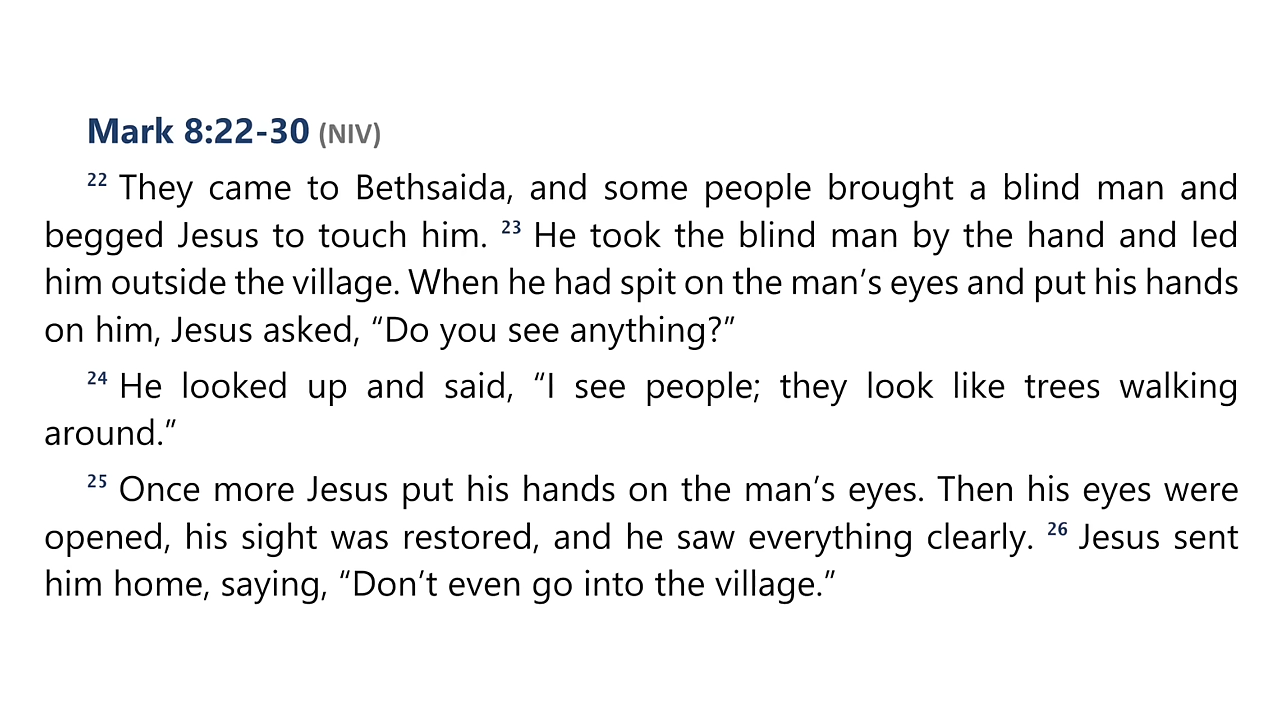 Mark 8:22-30 (NIV)
22 They came to Bethsaida, and some people brought a blind man and
begged Jesus to touch him. 23 He took the blind man by the hand and led
him outside the village. When he had spit on the man’s eyes and put his hands
on him, Jesus asked, “Do you see anything?”
24 He looked up and said, “I see people; they look like trees walking
around.”
25 Once more Jesus put his hands on the man’s eyes. Then his eyes were
opened, his sight was restored, and he saw everything clearly. 26 Jesus sent
him home, saying, “Don’t even go into the village.”